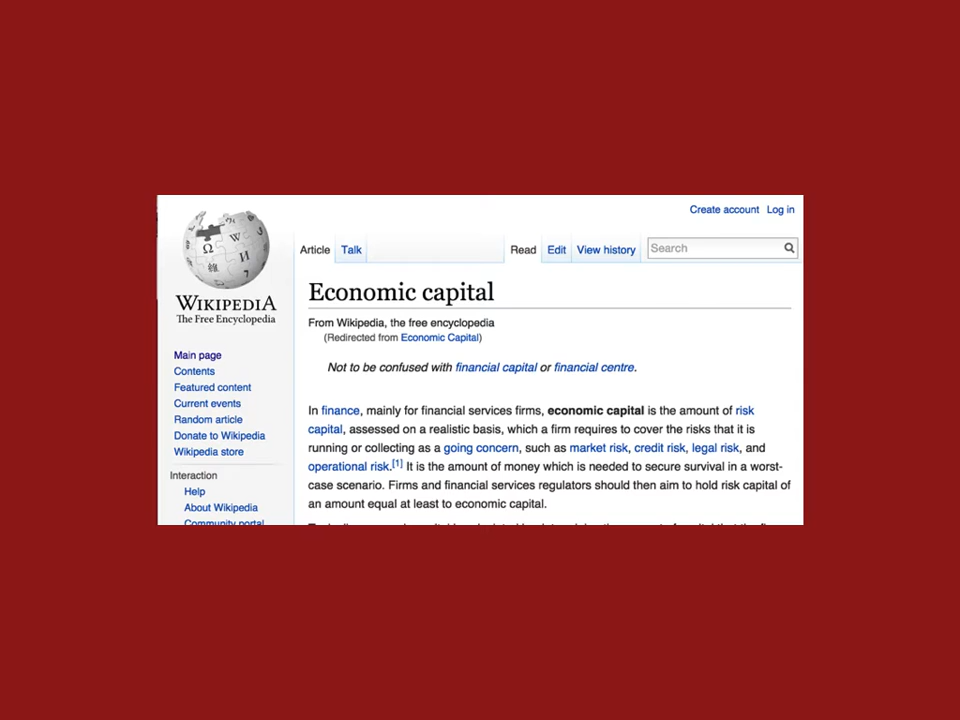 Create account Log in
Article Talk Read Edit View history Search
WIKIPEDIA
The Free Encyclopedia
Main page
Contents
Featured content
Current events
Random article
Donate to Wikipedia
Wikipedia store
Interaction
Help
About Wikipedia
Community portal
Economic capital
From Wikipedia, the free encyclopedia
(Redirected from Economic Capital)
Not to be confused with financial capital or financial centre.
In finance, mainly for financial services firms, economic capital is the amount of risk
capital, assessed on a realistic basis, which a firm requires to cover the risks that it is
running or collecting as a going concern, such as market risk, credit risk, legal risk, and
operational risk.[1] It is the amount of money which is needed to secure survival in a worst-
case scenario. Firms and financial services regulators should then aim to hold risk capital of
an amount equal at least to economic capital.